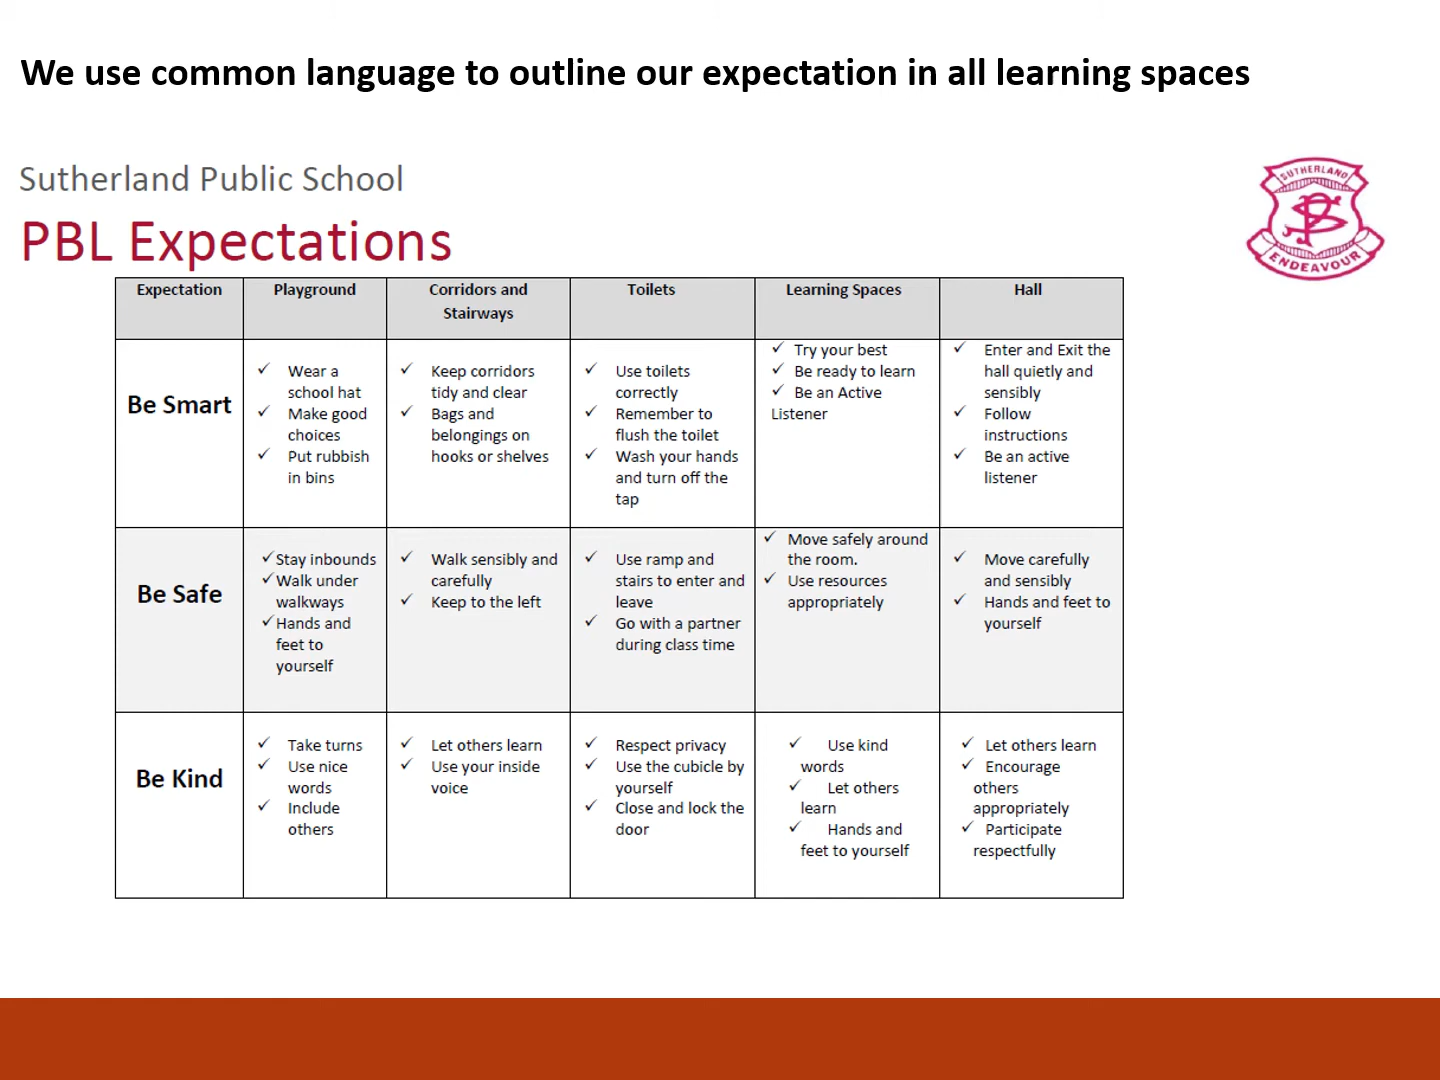 We use common language to outline our expectation in all learning spaces
Sutherland Public School
PBL Expectations
SUTHERLAND
SPS
ENDEAVOUR
Expectation
Playground
Corridors and
Stairways
Toilets
Learning Spaces
Hall
Be Smart
✓ Wear a
school hat
✓ Make good
choices
✓ Put rubbish
in bins
✓ Keep corridors
tidy and clear
✓ Bags and
belongings on
hooks or shelves
✓ Use toilets
correctly
✓ Remember to
flush the toilet
✓ Wash your hands
and turn off the
tap
✓ Try your best
✓ Be ready to learn
✓ Be an Active
Listener
✓ Enter and Exit the
hall quietly and
sensibly
✓ Follow
instructions
✓ Be an active
listener
Be Safe
✓Stay inbounds
✓Walk under
walkways
✓Hands and
feet to
yourself
✓ Walk sensibly and
carefully
✓ Keep to the left
✓ Use ramp and
stairs to enter and
leave
✓ Go with a partner
during class time
✓ Move safely around
the room.
✓ Use resources
appropriately
✓ Move carefully
and sensibly
✓ Hands and feet to
yourself
Be Kind
✓ Take turns
✓ Use nice
words
✓ Include
others
✓ Let others learn
✓ Use your inside
voice
✓ Respect privacy
✓ Use the cubicle by
yourself
✓ Close and lock the
door
✓ Use kind
words
✓ Let others
learn
✓ Hands and
feet to yourself
✓ Let others learn
✓ Encourage
others
appropriately
✓ Participate
respectfully